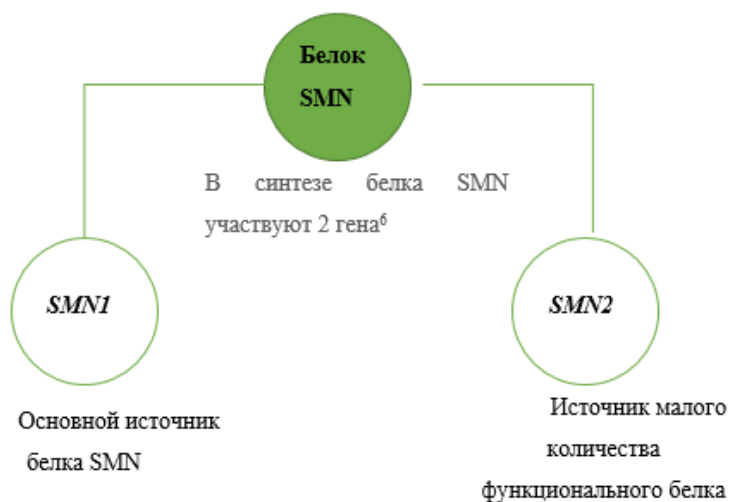 Белок
SMN
В синтезе белка SMN
участвуют 2 гена⁶
SMN1
SMN2
Основной источник
белка SMN
Источник малого
количества
функционального белка